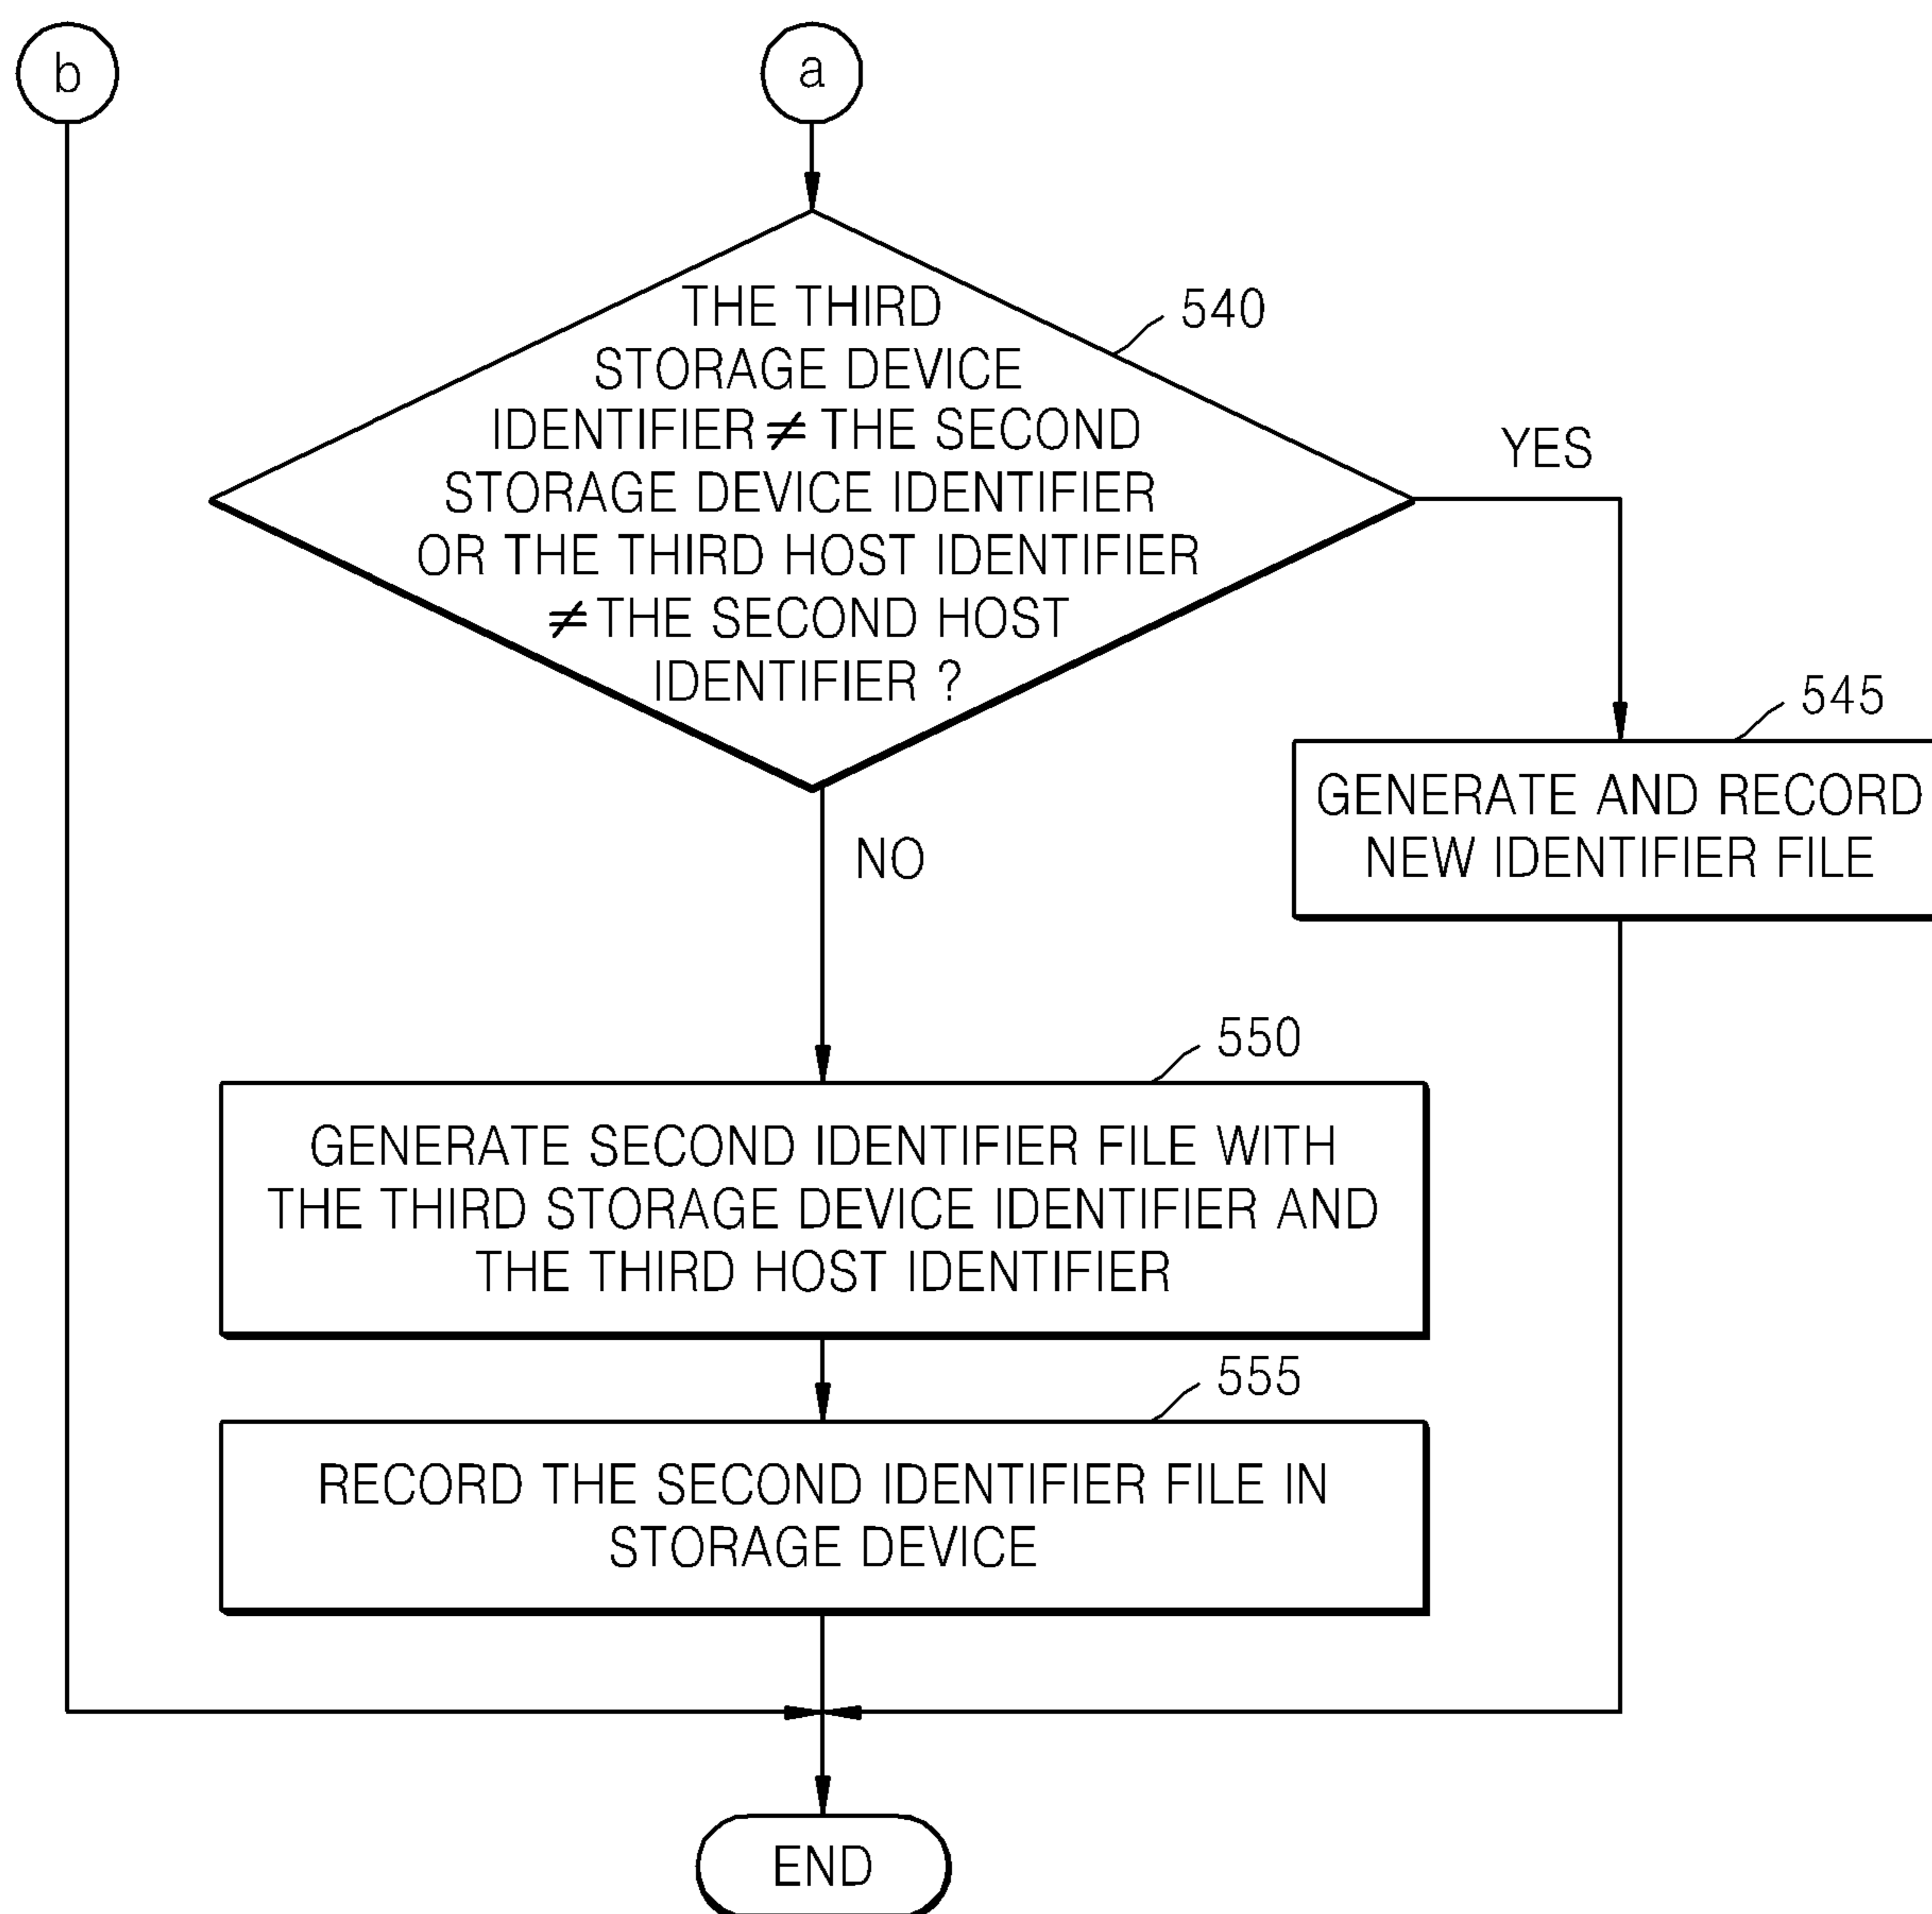 b
a
THE THIRD
STORAGE DEVICE
IDENTIFIER ≠ THE SECOND
STORAGE DEVICE IDENTIFIER
OR THE THIRD HOST IDENTIFIER
≠ THE SECOND HOST
IDENTIFIER ?
540
YES
545
GENERATE AND RECORD
NEW IDENTIFIER FILE
NO
550
GENERATE SECOND IDENTIFIER FILE WITH
THE THIRD STORAGE DEVICE IDENTIFIER AND
THE THIRD HOST IDENTIFIER
555
RECORD THE SECOND IDENTIFIER FILE IN
STORAGE DEVICE
END